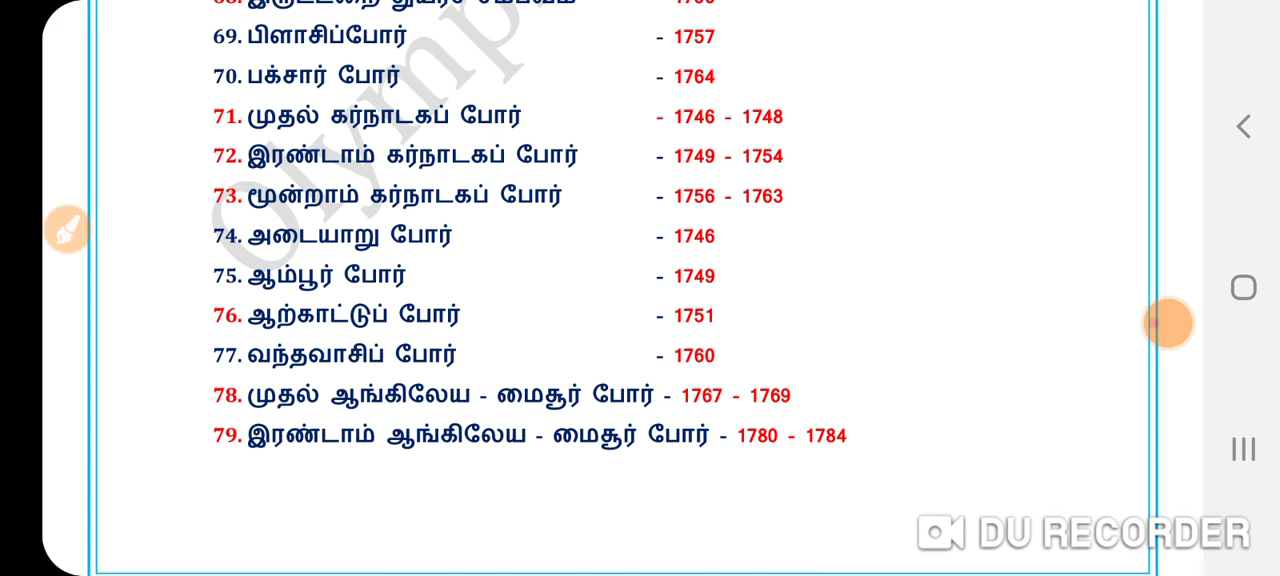 69. பிளாசிப்போர் - 1757
70. பக்சார் போர் - 1764
71. முதல் கர்நாடகப் போர் - 1746 - 1748
72. இரண்டாம் கர்நாடகப் போர் - 1749 - 1754
73. மூன்றாம் கர்நாடகப் போர் - 1756 - 1763
74. அடையாறு போர் - 1746
75. ஆம்பூர் போர் - 1749
76. ஆற்காட்டுப் போர் - 1751
77. வந்தவாசிப் போர் - 1760
78. முதல் ஆங்கிலேய - மைசூர் போர் - 1767 - 1769
79. இரண்டாம் ஆங்கிலேய - மைசூர் போர் - 1780 - 1784
Olymp
DU RECORDER